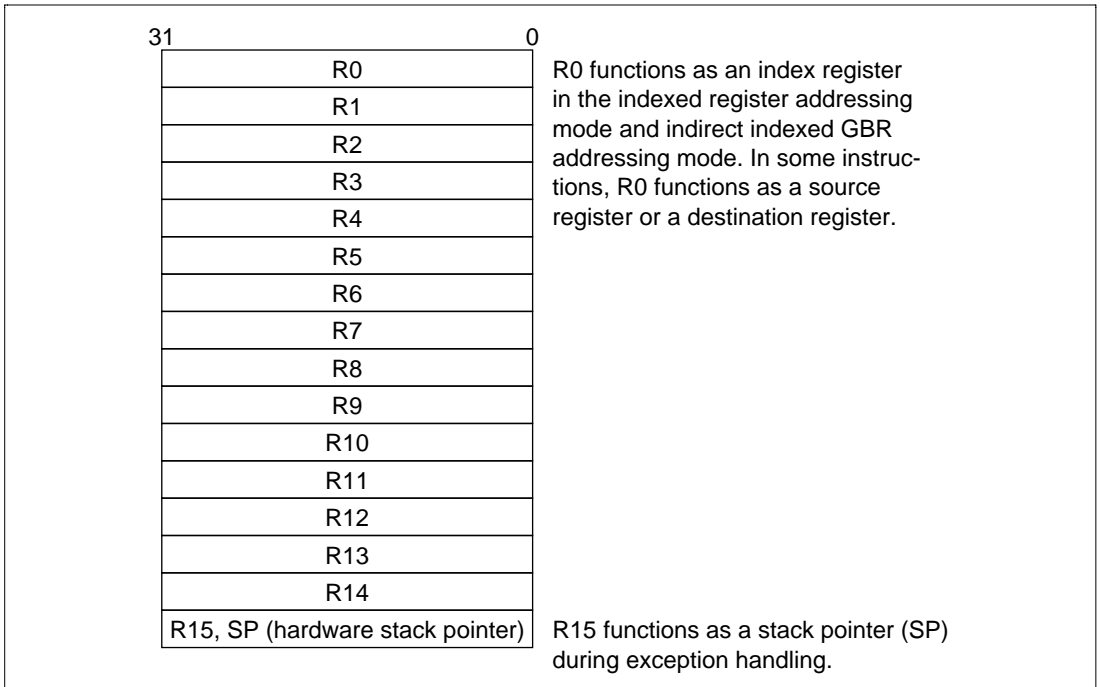 31 0
R0
R0 functions as an index register
in the indexed register addressing
mode and indirect indexed GBR
addressing mode. In some instruc-
tions, R0 functions as a source
register or a destination register.
R1
R2
R3
R4
R5
R6
R7
R8
R9
R10
R11
R12
R13
R14
R15, SP (hardware stack pointer)
R15 functions as a stack pointer (SP)
during exception handling.